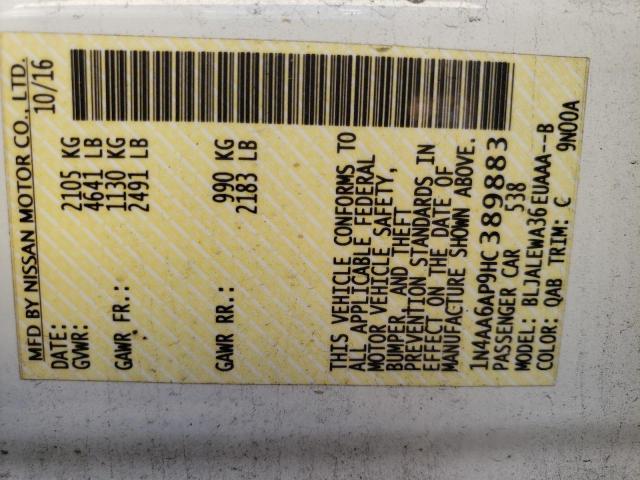 MFD BY NISSAN MOTOR CO., LTD.
DATE: 10/16
GVWR: 2105 KG
4641 LB
GAWR FR.: 1130 KG
2491 LB
GAWR RR.: 990 KG
2183 LB
THIS VEHICLE CONFORMS TO
ALL APPLICABLE FEDERAL
MOTOR VEHICLE SAFETY,
BUMPER, AND THEFT
PREVENTION STANDARDS IN
EFFECT ON THE DATE OF
MANUFACTURE SHOWN ABOVE.
1N4AA6AP9HC389883
PASSENGER CAR 538
MODEL: BLJALEWA36EUAAA--B
COLOR: QAB TRIM: C 9N00A